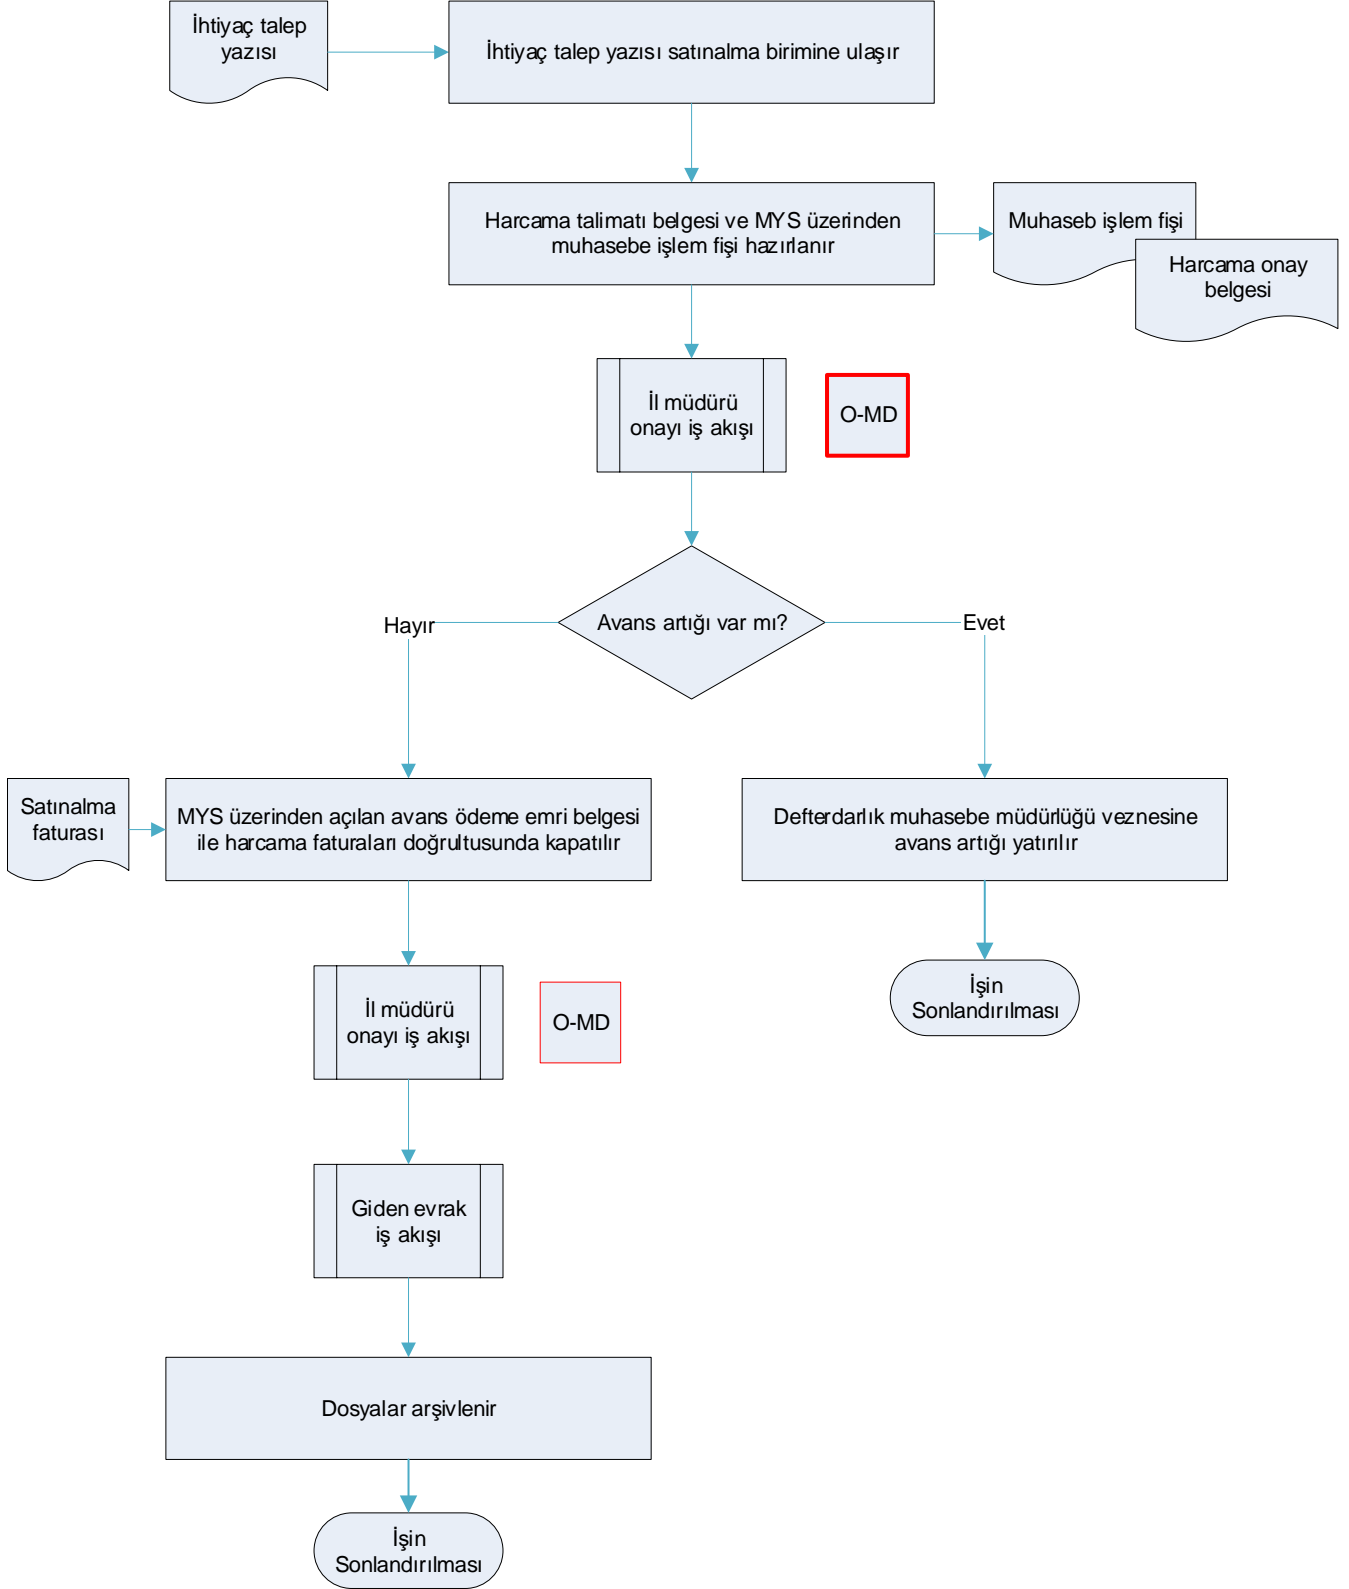 İhtiyaç talep
yazısı
İhtiyaç talep yazısı satınalma birimine ulaşır
Harcama talimatı belgesi ve MYS üzerinden
muhasebe işlem fişi hazırlanır
Muhaseb işlem fişi
Harcama onay
belgesi
İl müdürü
onayı iş akışı
O-MD
Avans artığı var mı?
Hayır
Evet
Satınalma
faturası
MYS üzerinden açılan avans ödeme emri belgesi
ile harcama faturaları doğrultusunda kapatılır
Defterdarlık muhasebe müdürlüğü veznesine
avans artığı yatırılır
İl müdürü
onayı iş akışı
O-MD
İşin
Sonlandırılması
Giden evrak
iş akışı
Dosyalar arşivlenir
İşin
Sonlandırılması